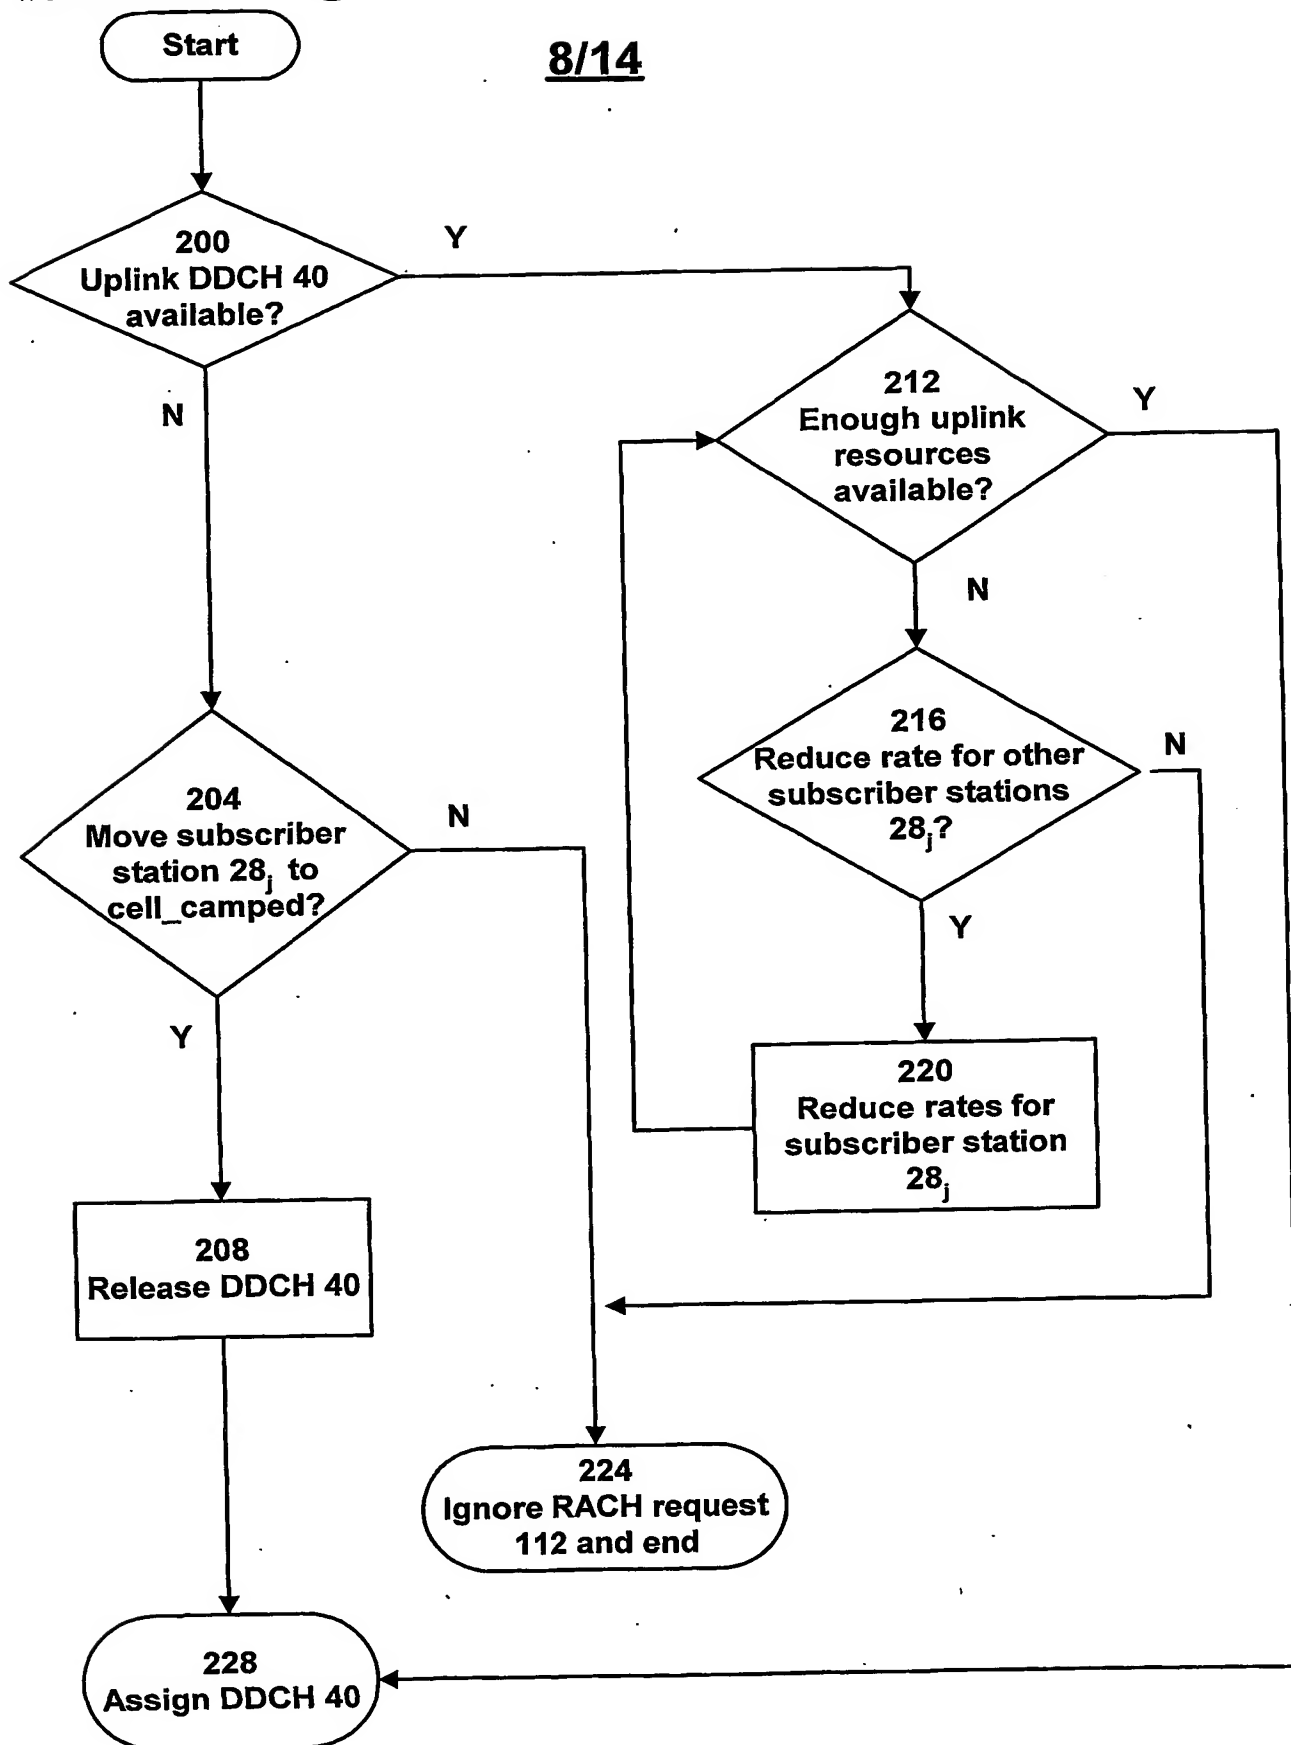 Start
8/14
200
Uplink DDCH 40
available?
Y
N
212
Enough uplink
resources
available?
Y
N
216
Reduce rate for other
subscriber stations
28j?
N
Y
204
Move subscriber
station 28j to
cell_camped?
N
Y
220
Reduce rates for
subscriber station
28j
208
Release DDCH 40
224
Ignore RACH request
112 and end
228
Assign DDCH 40